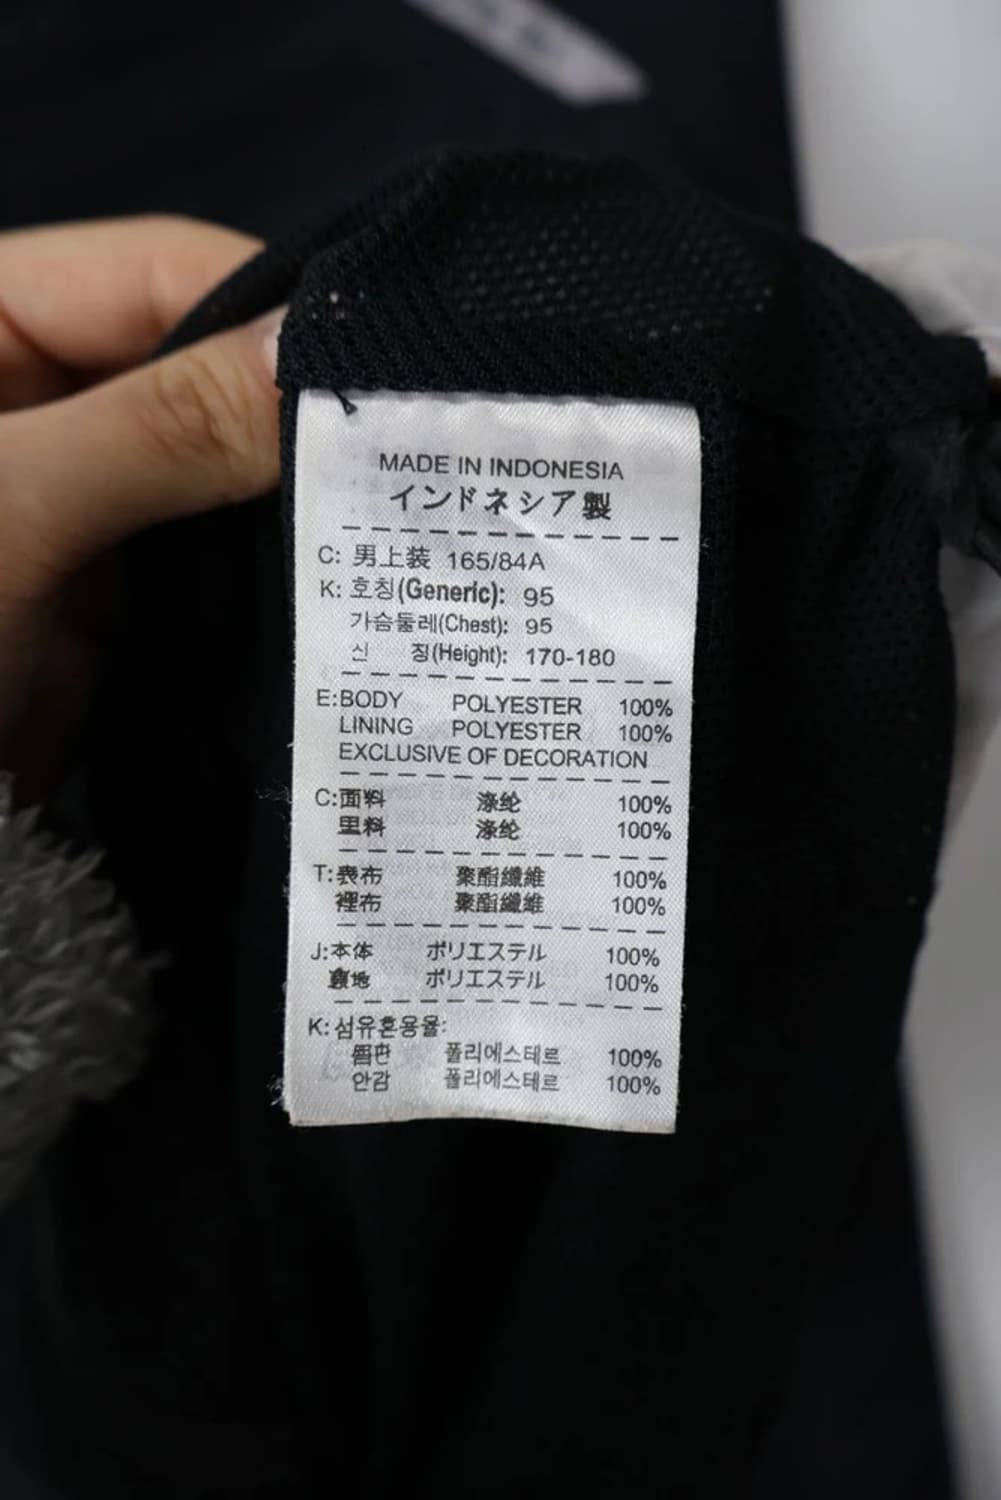 MADE IN INDONESIA
インドネシア製
C: 男上装 165/84A
K: 호칭(Generic): 95
가슴둘레(Chest): 95
신 장(Height): 170-180
E:BODY POLYESTER 100%
LINING POLYESTER 100%
EXCLUSIVE OF DECORATION
C:面料 涤纶 100%
里料 涤纶 100%
T:表布 聚酯纖維 100%
裡布 聚酯纖維 100%
J:本体 ポリエステル 100%
裏地 ポリエステル 100%
K:섬유혼용율:
폴리에스테르 100%
안감 폴리에스테르 100%